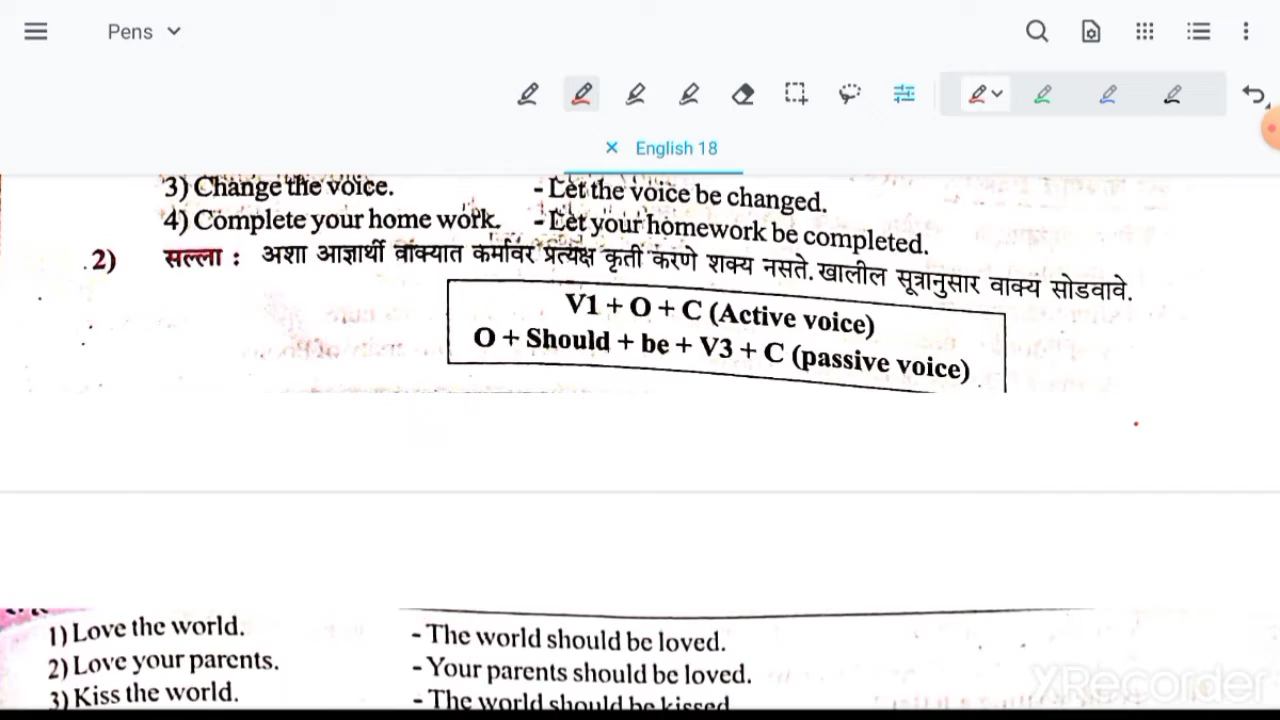 Pens
English 18
3) Change the voice. - Let the voice be changed.
4) Complete your home work. - Let your homework be completed.
2) सल्ला : अशा आज्ञार्थी वाक्यात कर्मावर प्रत्यक्ष कृती करणे शक्य नसते. खालील सूत्रानुसार वाक्य सोडवावे.
V1 + O + C (Active voice)
O + Should + be + V3 + C (passive voice)
1) Love the world. - The world should be loved.
2) Love your parents. - Your parents should be loved.
3) Kiss the world. - The world should be kissed
XRecorder